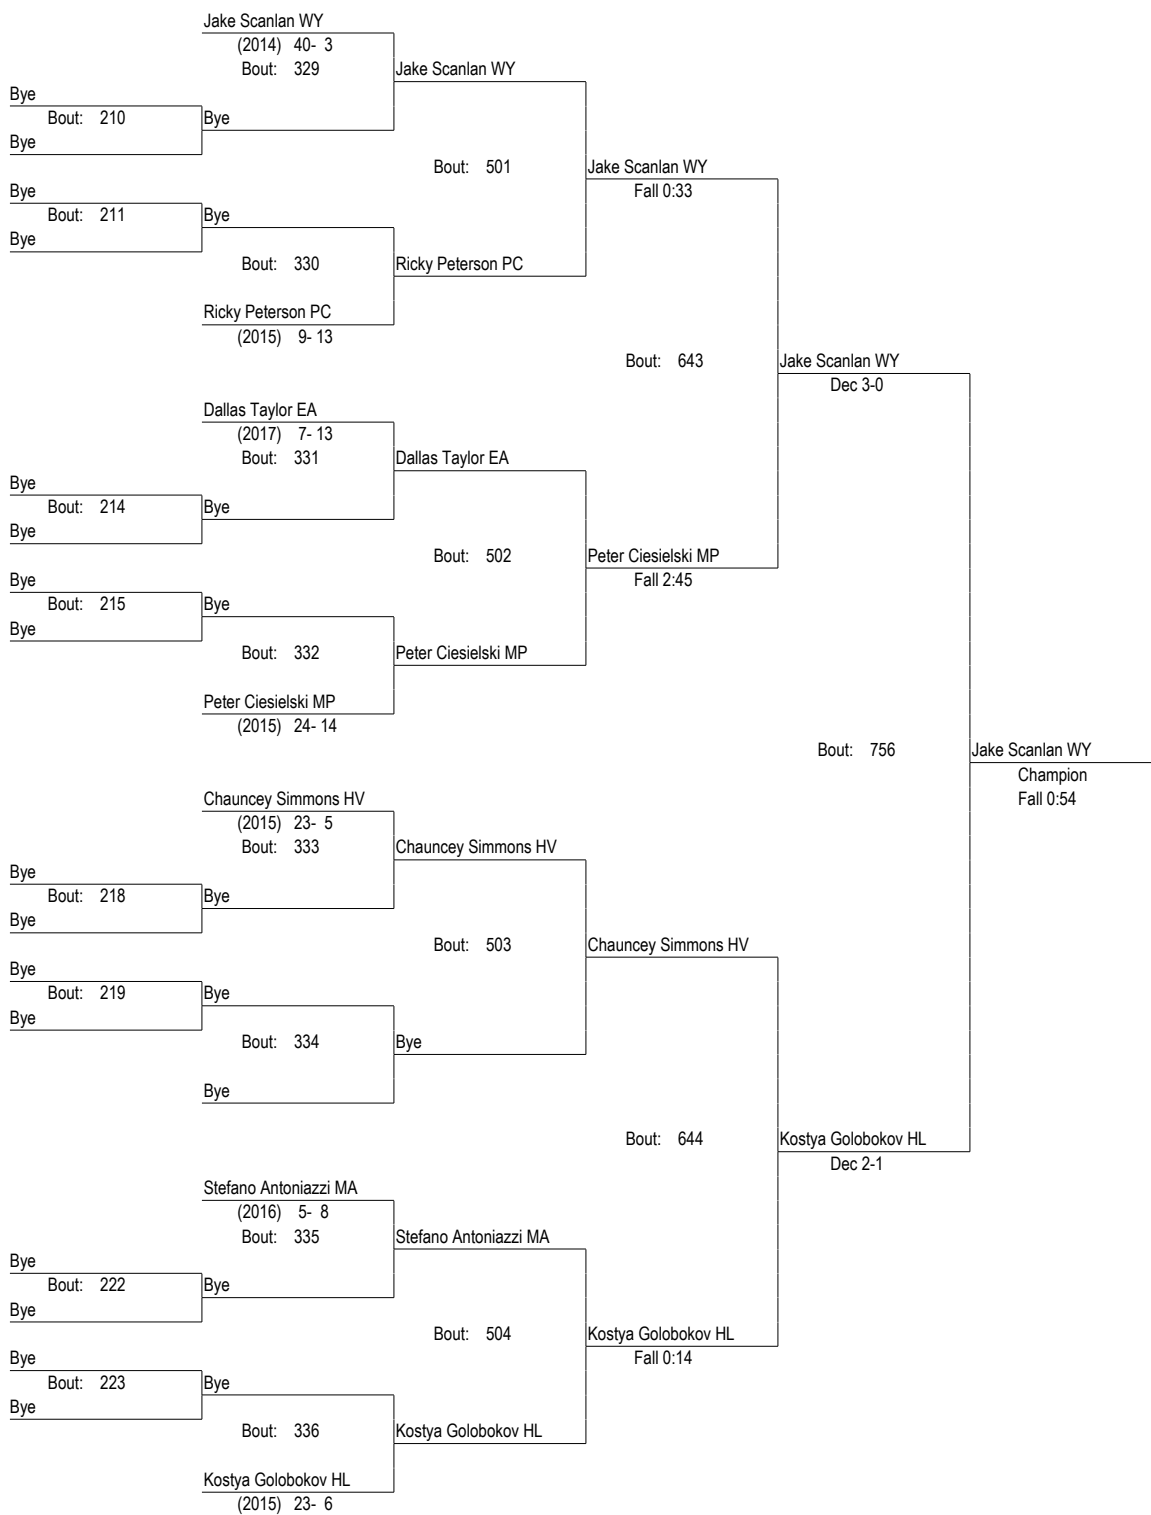 Jake Scanlan WY
(2014) 40- 3
Bout: 329
Jake Scanlan WY
Bye
Bout: 210
Bye
Bye
Bout: 501
Jake Scanlan WY
Fall 0:33
Bye
Bout: 211
Bye
Bye
Bout: 330
Ricky Peterson PC
Ricky Peterson PC
(2015) 9- 13
Bout: 643
Jake Scanlan WY
Dec 3-0
Dallas Taylor EA
(2017) 7- 13
Bout: 331
Dallas Taylor EA
Bye
Bout: 214
Bye
Bye
Bout: 502
Peter Ciesielski MP
Fall 2:45
Bye
Bout: 215
Bye
Bye
Bout: 332
Peter Ciesielski MP
Peter Ciesielski MP
(2015) 24- 14
Bout: 756
Jake Scanlan WY
Champion
Fall 0:54
Chauncey Simmons HV
(2015) 23- 5
Bout: 333
Chauncey Simmons HV
Bye
Bout: 218
Bye
Bye
Bout: 503
Chauncey Simmons HV
Bye
Bout: 219
Bye
Bye
Bout: 334
Bye
Bye
Bout: 644
Kostya Golobokov HL
Dec 2-1
Stefano Antoniazzi MA
(2016) 5- 8
Bout: 335
Stefano Antoniazzi MA
Bye
Bout: 222
Bye
Bye
Bout: 504
Kostya Golobokov HL
Fall 0:14
Bye
Bout: 223
Bye
Bye
Bout: 336
Kostya Golobokov HL
Kostya Golobokov HL
(2015) 23- 6